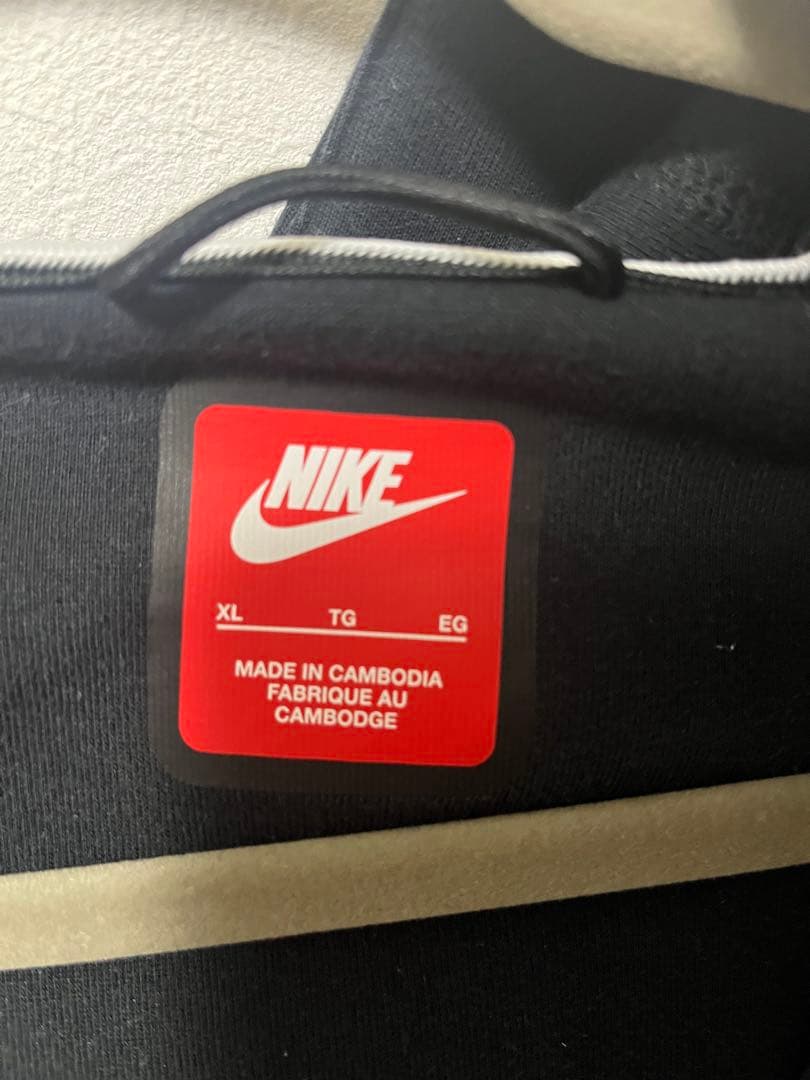 NIKE
XL TG EG
MADE IN CAMBODIA
FABRIQUE AU
CAMBODGE